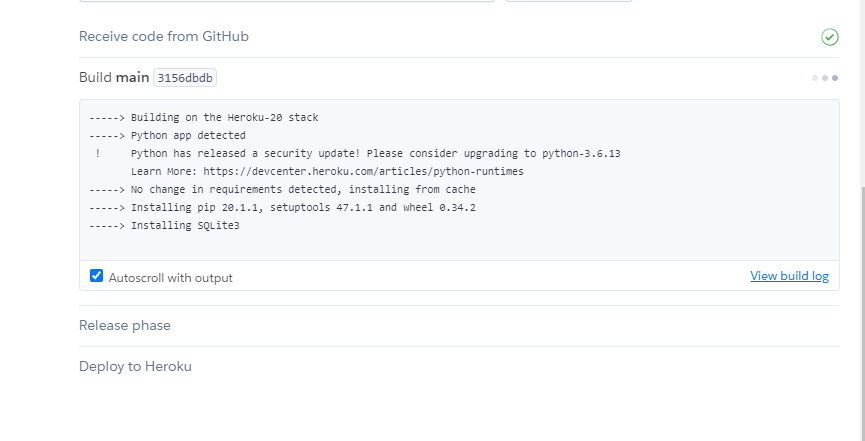 Receive code from GitHub
Build main 3156dbdb
-----> Building on the Heroku-20 stack
-----> Python app detected
 !     Python has released a security update! Please consider upgrading to python-3.6.13
       Learn More: https://devcenter.heroku.com/articles/python-runtimes
-----> No change in requirements detected, installing from cache
-----> Installing pip 20.1.1, setuptools 47.1.1 and wheel 0.34.2
-----> Installing SQLite3
Autoscroll with output View build log
Release phase
Deploy to Heroku